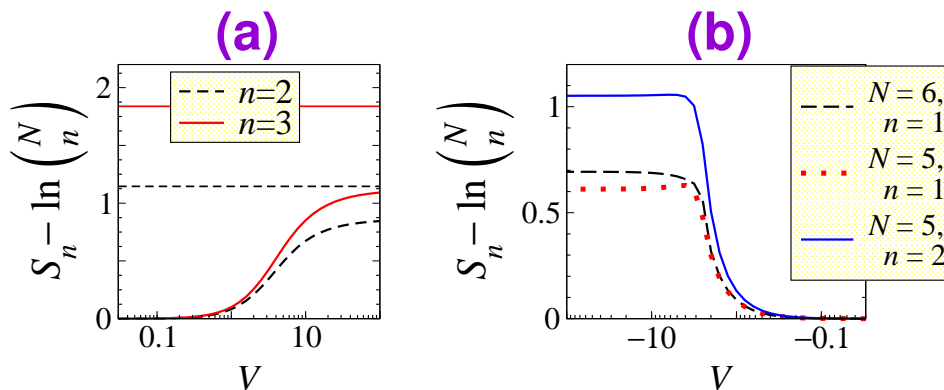 (a)
(b)
S_n − ln (N n)
2
1
0
n=2
n=3
0.1
10
V
S_n − ln (N n)
1
0.5
0
−10
−0.1
V
N = 6,
n = 1
N = 5,
n = 1
N = 5,
n = 2